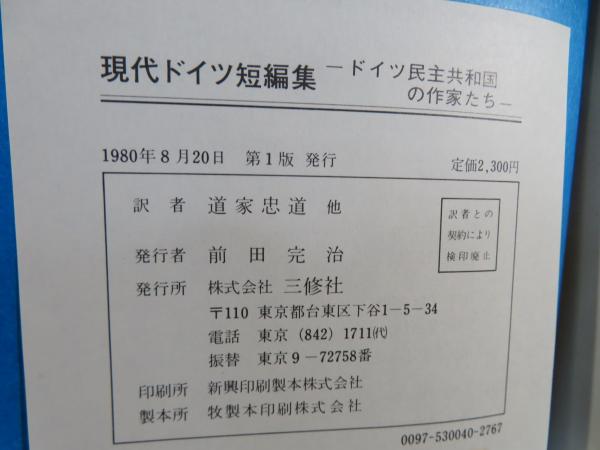 現代ドイツ短編集 ―ドイツ民主共和国
の作家たち―
1980年8月20日 第1版 発行 定価2,300円
訳者 道家忠道 他
訳者との
契約により
検印廃止
発行者 前田完治
発行所 株式会社 三修社
〒110 東京都台東区下谷1-5-34
電話 東京(842)1711㈹
振替 東京9-72758番
印刷所 新興印刷製本株式会社
製本所 牧製本印刷株式会社
0097-530040-2767